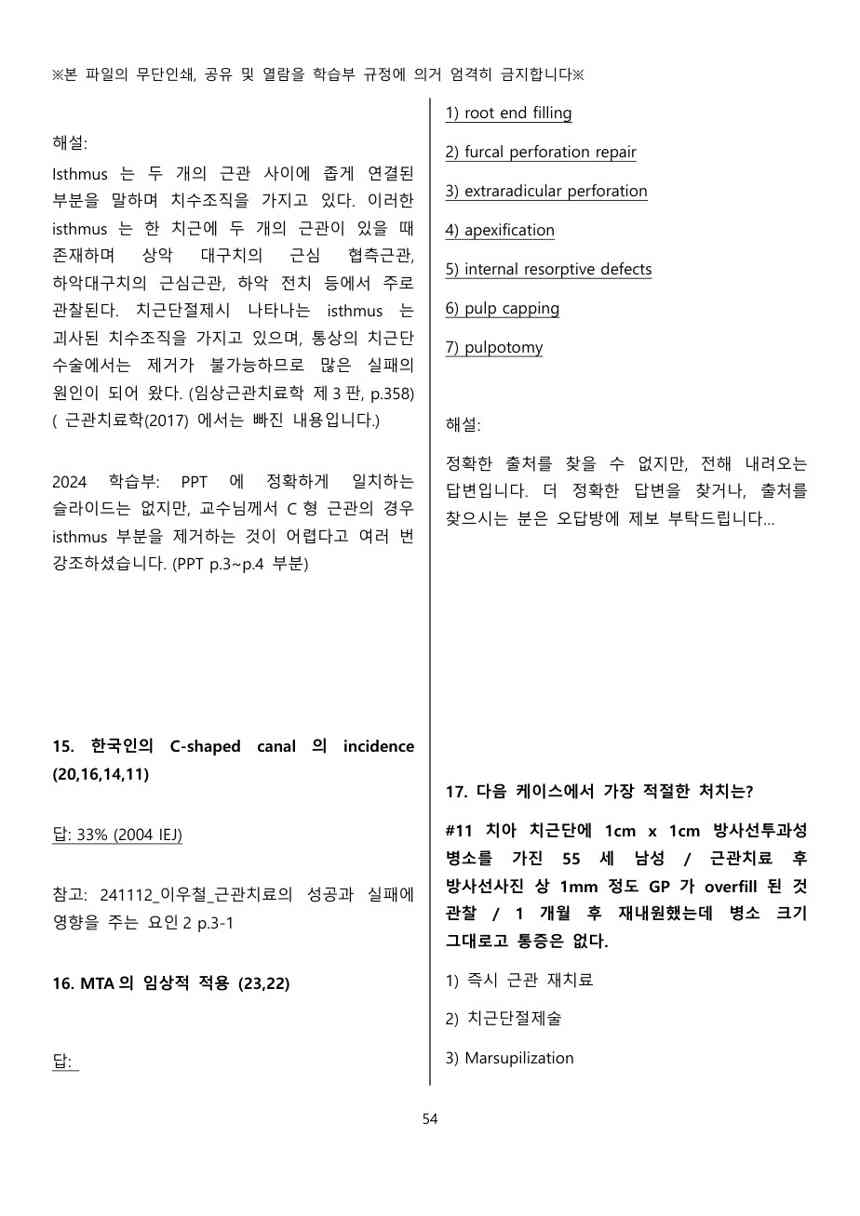 ※본 파일의 무단인쇄, 공유 및 열람을 학습부 규정에 의거 엄격히 금지합니다※
해설:
Isthmus 는 두 개의 근관 사이에 좁게 연결된
부분을 말하며 치수조직을 가지고 있다. 이러한
isthmus 는 한 치근에 두 개의 근관이 있을 때
존재하며 상악 대구치의 근심 협측근관,
하악대구치의 근심근관, 하악 전치 등에서 주로
관찰된다. 치근단절제시 나타나는 isthmus 는
괴사된 치수조직을 가지고 있으며, 통상의 치근단
수술에서는 제거가 불가능하므로 많은 실패의
원인이 되어 왔다. (임상근관치료학 제 3 판, p.358)
( 근관치료학(2017) 에서는 빠진 내용입니다.)
2024 학습부: PPT 에 정확하게 일치하는
슬라이드는 없지만, 교수님께서 C 형 근관의 경우
isthmus 부분을 제거하는 것이 어렵다고 여러 번
강조하셨습니다. (PPT p.3~p.4 부분)
15. 한국인의 C-shaped canal 의 incidence
(20,16,14,11)
답: 33% (2004 IEJ)
참고: 241112_이우철_근관치료의 성공과 실패에
영향을 주는 요인 2 p.3-1
16. MTA 의 임상적 적용 (23,22)
답:
1) root end filling
2) furcal perforation repair
3) extraradicular perforation
4) apexification
5) internal resorptive defects
6) pulp capping
7) pulpotomy
해설:
정확한 출처를 찾을 수 없지만, 전해 내려오는
답변입니다. 더 정확한 답변을 찾거나, 출처를
찾으시는 분은 오답방에 제보 부탁드립니다...
17. 다음 케이스에서 가장 적절한 처치는?
#11 치아 치근단에 1cm x 1cm 방사선투과성
병소를 가진 55 세 남성 / 근관치료 후
방사선사진 상 1mm 정도 GP 가 overfill 된 것
관찰 / 1 개월 후 재내원했는데 병소 크기
그대로고 통증은 없다.
1) 즉시 근관 재치료
2) 치근단절제술
3) Marsupilization
54